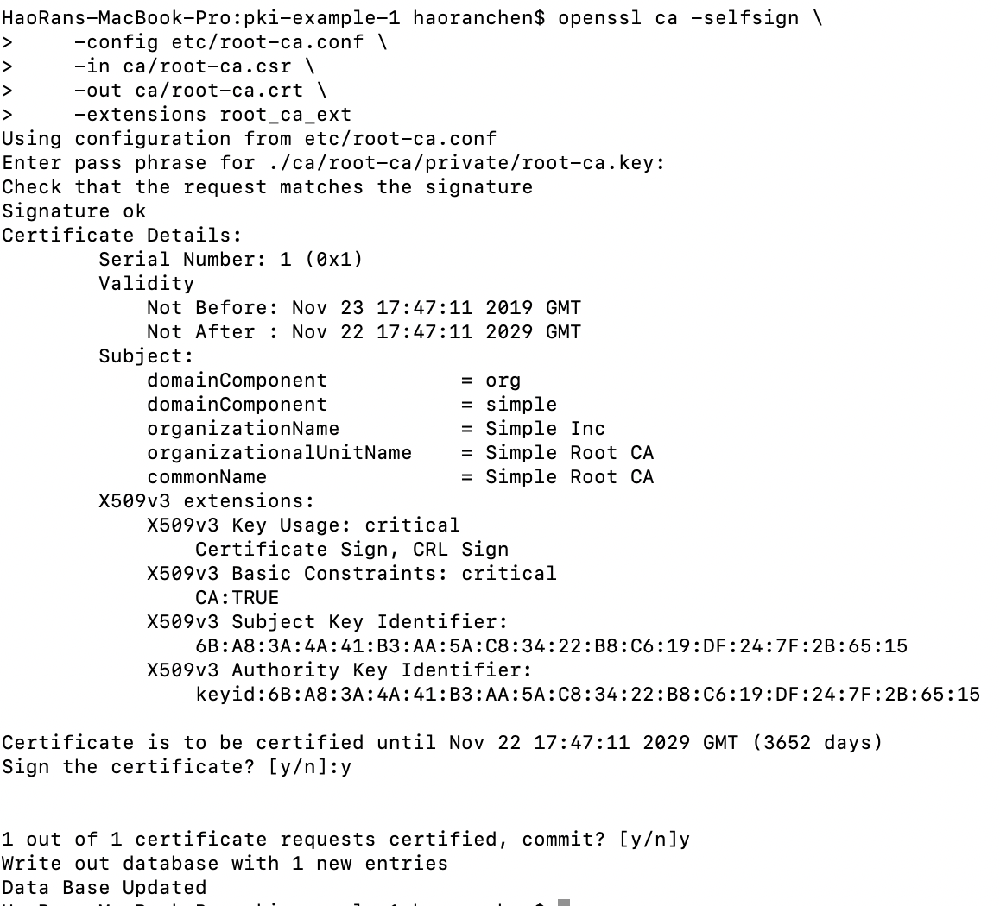 HaoRans-MacBook-Pro:pki-example-1 haoranchen$ openssl ca -selfsign \
>     -config etc/root-ca.conf \
>     -in ca/root-ca.csr \
>     -out ca/root-ca.crt \
>     -extensions root_ca_ext
Using configuration from etc/root-ca.conf
Enter pass phrase for ./ca/root-ca/private/root-ca.key:
Check that the request matches the signature
Signature ok
Certificate Details:
        Serial Number: 1 (0x1)
        Validity
            Not Before: Nov 23 17:47:11 2019 GMT
            Not After : Nov 22 17:47:11 2029 GMT
        Subject:
            domainComponent           = org
            domainComponent           = simple
            organizationName          = Simple Inc
            organizationalUnitName    = Simple Root CA
            commonName                = Simple Root CA
        X509v3 extensions:
            X509v3 Key Usage: critical
                Certificate Sign, CRL Sign
            X509v3 Basic Constraints: critical
                CA:TRUE
            X509v3 Subject Key Identifier:
                6B:A8:3A:4A:41:B3:AA:5A:C8:34:22:B8:C6:19:DF:24:7F:2B:65:15
            X509v3 Authority Key Identifier:
                keyid:6B:A8:3A:4A:41:B3:AA:5A:C8:34:22:B8:C6:19:DF:24:7F:2B:65:15
Certificate is to be certified until Nov 22 17:47:11 2029 GMT (3652 days)
Sign the certificate? [y/n]:y
1 out of 1 certificate requests certified, commit? [y/n]y
Write out database with 1 new entries
Data Base Updated